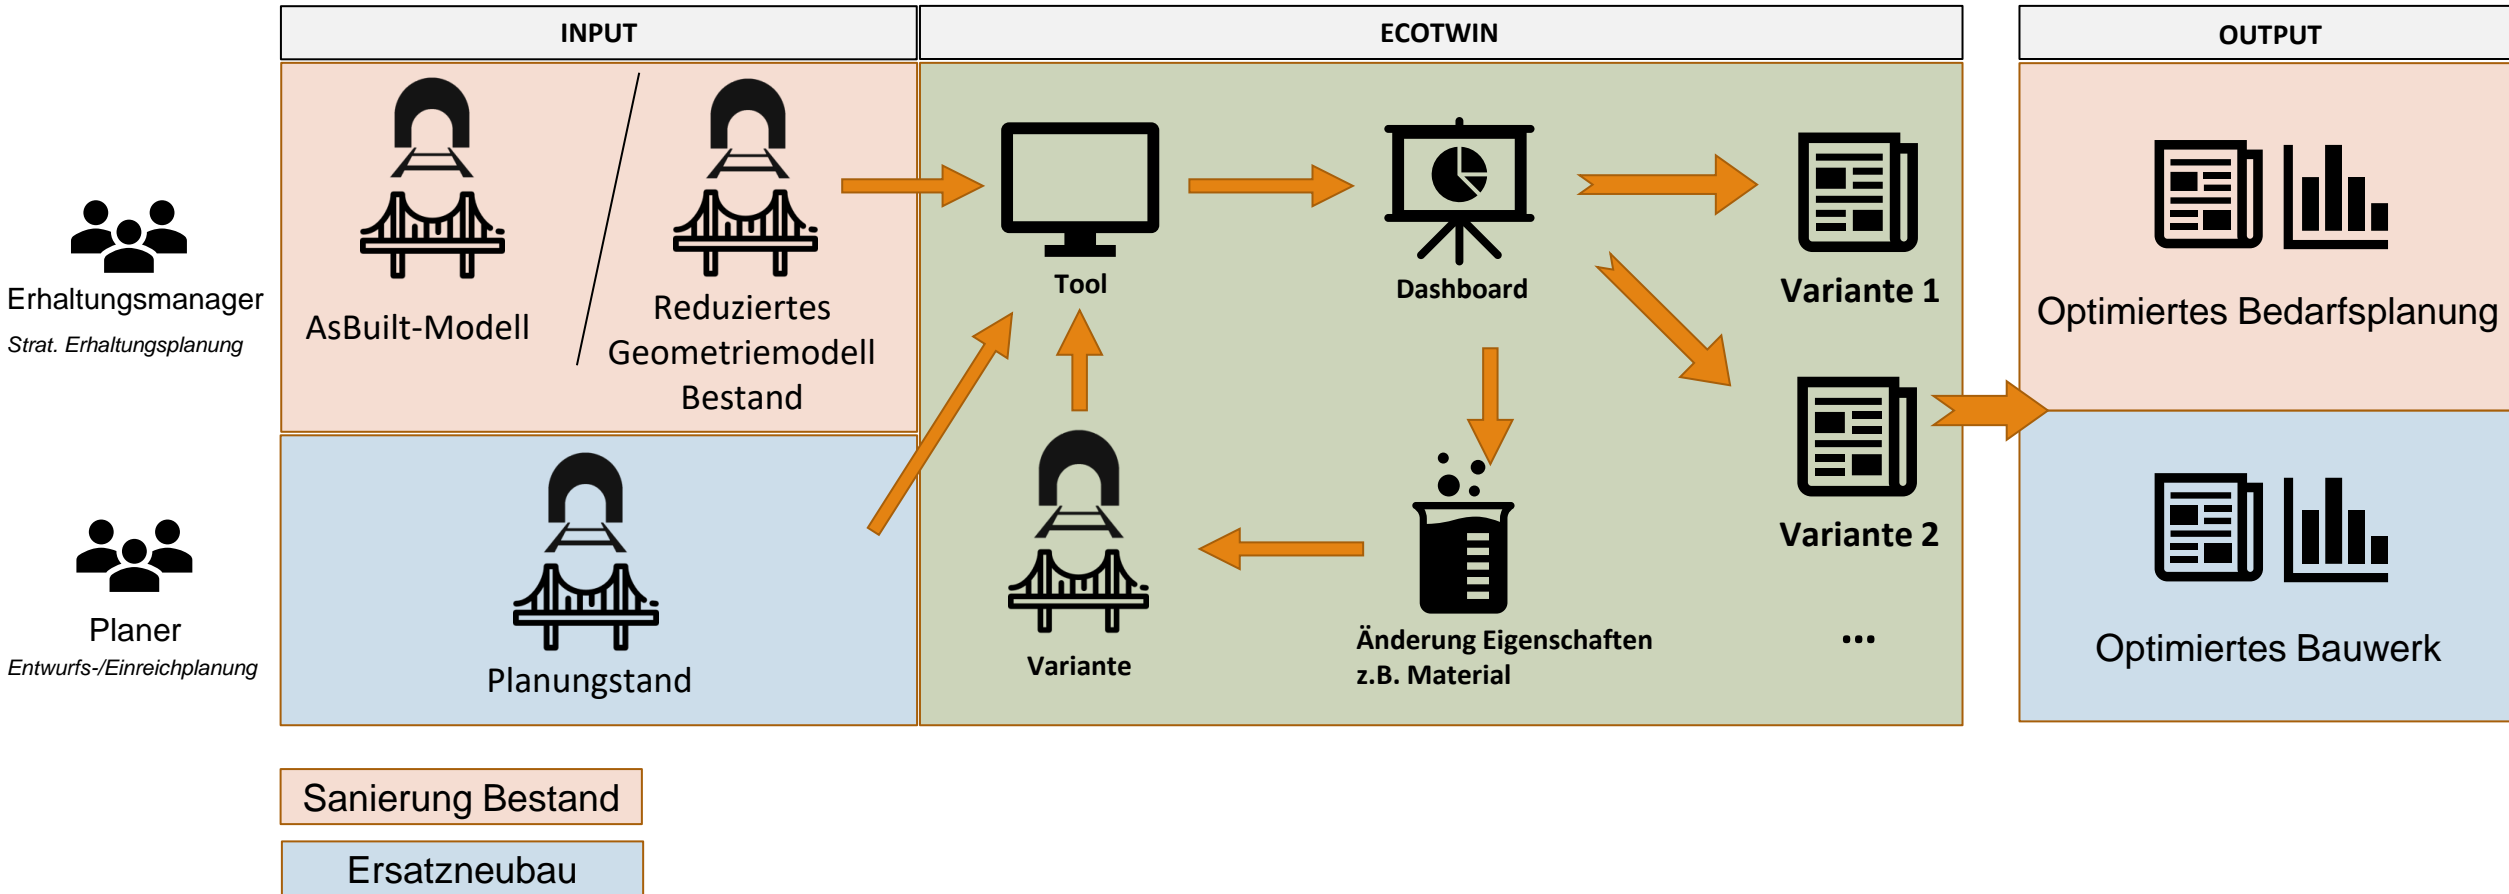 INPUT
ECOTWIN
OUTPUT
Erhaltungsmanager
Strat. Erhaltungsplanung
AsBuilt-Modell
Reduziertes
Geometriemodell
Bestand
Tool
Dashboard
Variante 1
Optimiertes Bedarfsplanung
Planer
Entwurfs-/Einreichplanung
Planungstand
Variante
Änderung Eigenschaften
z.B. Material
Variante 2
...
Optimiertes Bauwerk
Sanierung Bestand
Ersatzneubau